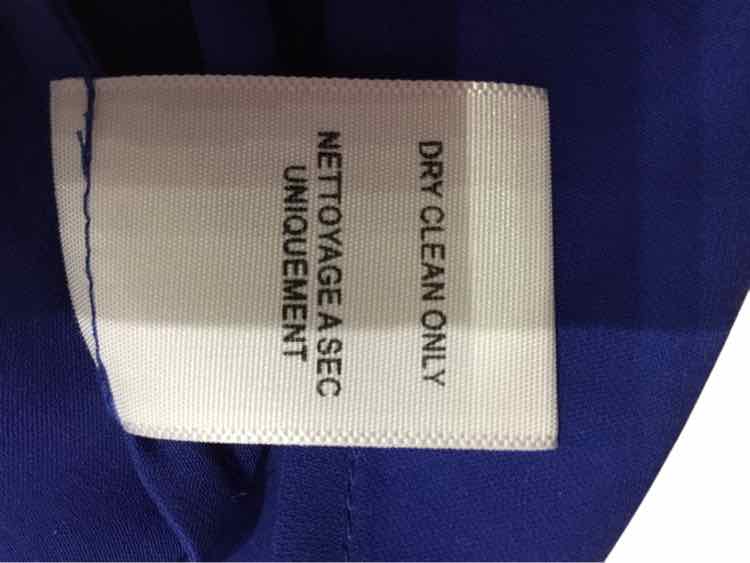 DRY CLEAN ONLY
NETTOYAGE A SEC
UNIQUEMENT